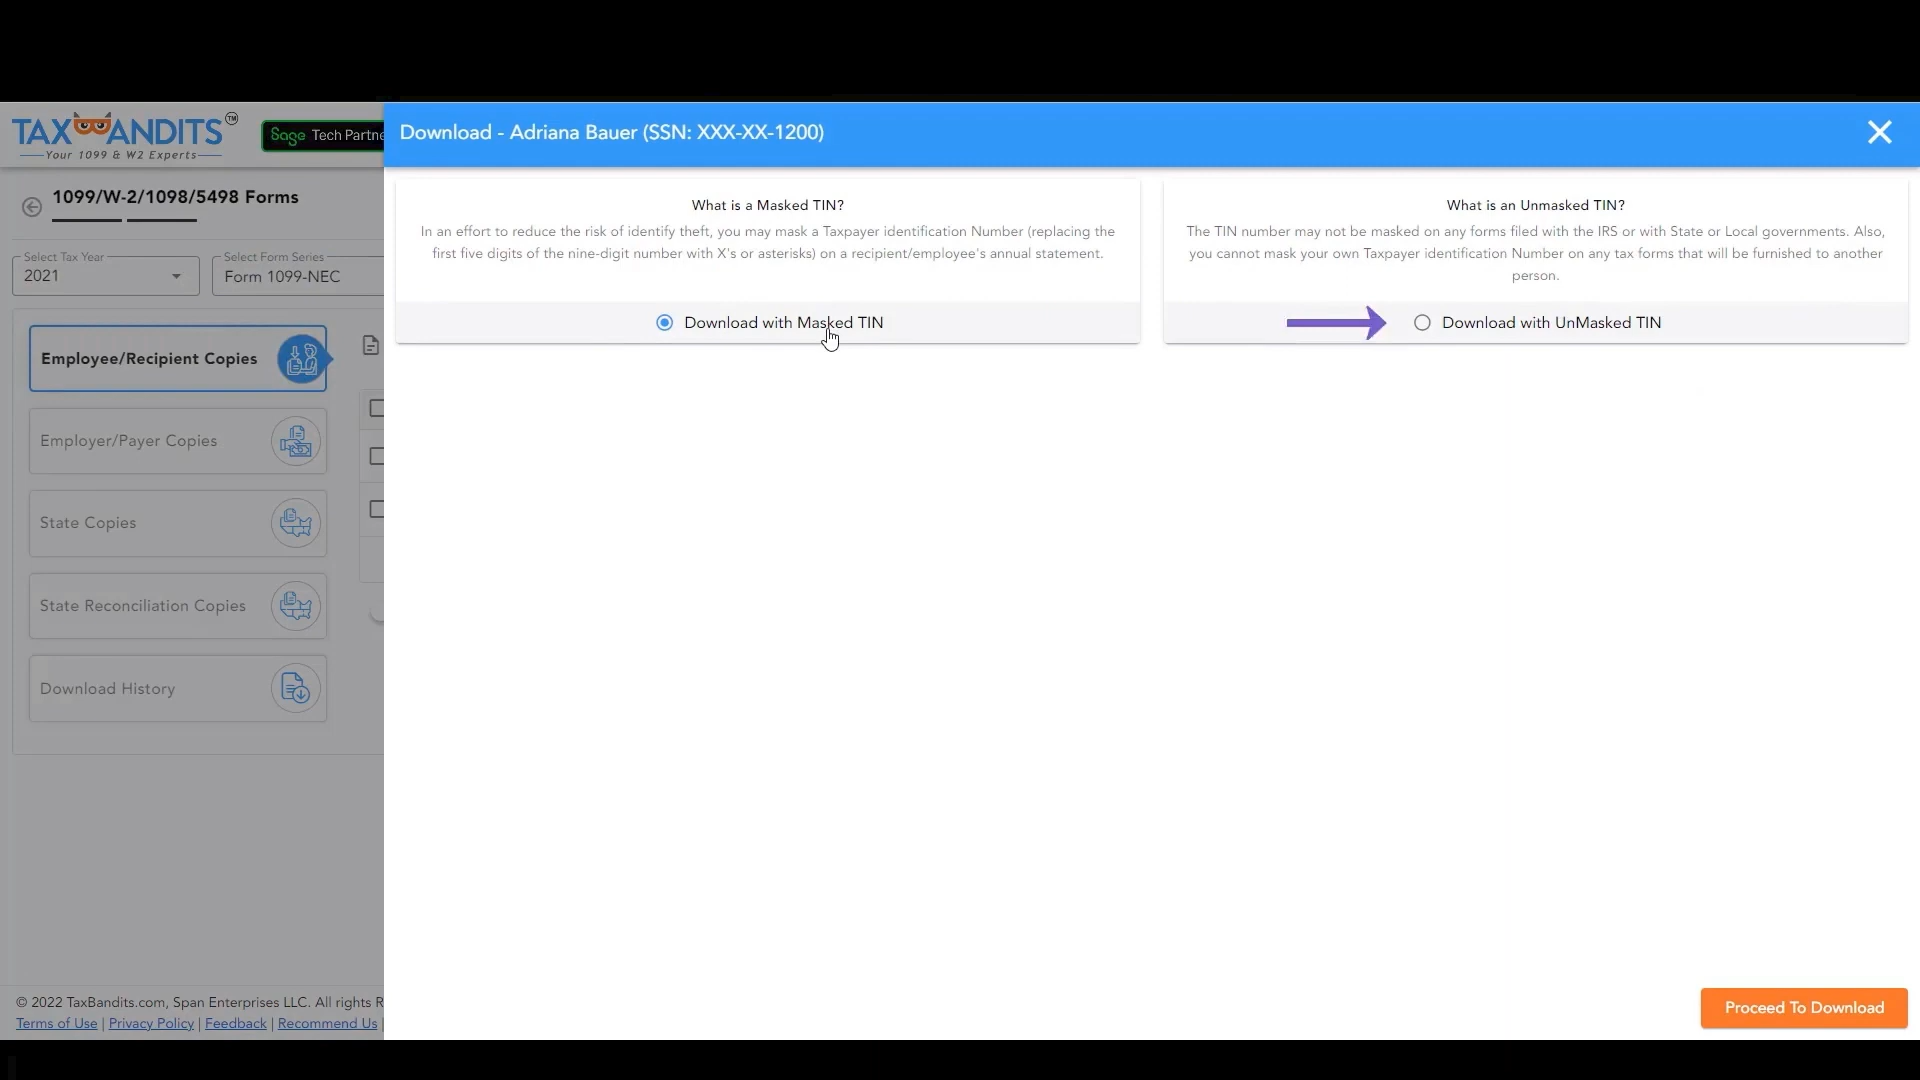 TAXBANDITS TM
Your 1099 & W2 Experts
Sage Tech Partne
Download - Adriana Bauer (SSN: XXX-XX-1200)
1099/W-2/1098/5498 Forms
Select Tax Year
2021
Select Form Series
Form 1099-NEC
Employee/Recipient Copies
Employer/Payer Copies
State Copies
State Reconciliation Copies
Download History
What is a Masked TIN?
In an effort to reduce the risk of identify theft, you may mask a Taxpayer identification Number (replacing the
first five digits of the nine-digit number with X's or asterisks) on a recipient/employee's annual statement.
Download with Masked TIN
What is an Unmasked TIN?
The TIN number may not be masked on any forms filed with the IRS or with State or Local governments. Also,
you cannot mask your own Taxpayer identification Number on any tax forms that will be furnished to another
person.
Download with UnMasked TIN
© 2022 TaxBandits.com, Span Enterprises LLC. All rights R
Terms of Use | Privacy Policy | Feedback | Recommend Us |
Proceed To Download